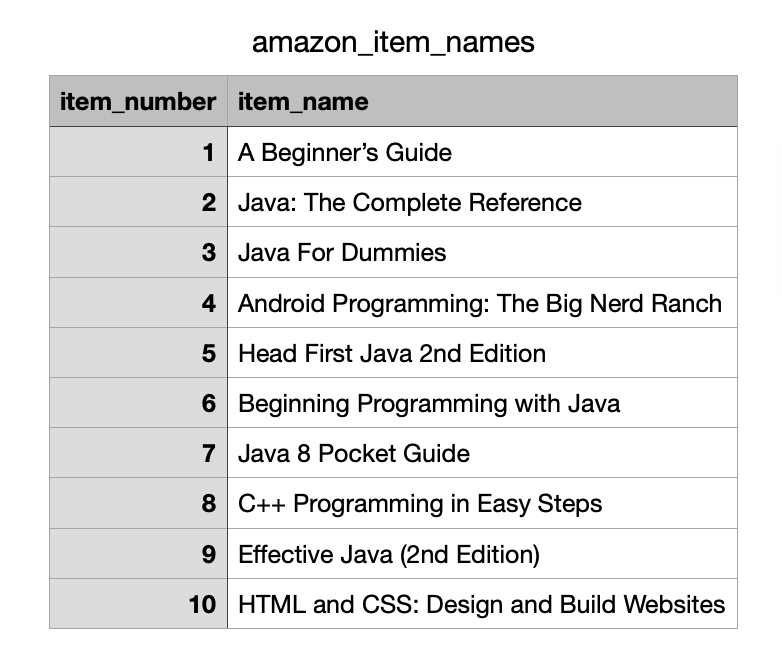 amazon_item_names
item_number item_name
1 A Beginner’s Guide
2 Java: The Complete Reference
3 Java For Dummies
4 Android Programming: The Big Nerd Ranch
5 Head First Java 2nd Edition
6 Beginning Programming with Java
7 Java 8 Pocket Guide
8 C++ Programming in Easy Steps
9 Effective Java (2nd Edition)
10 HTML and CSS: Design and Build Websites